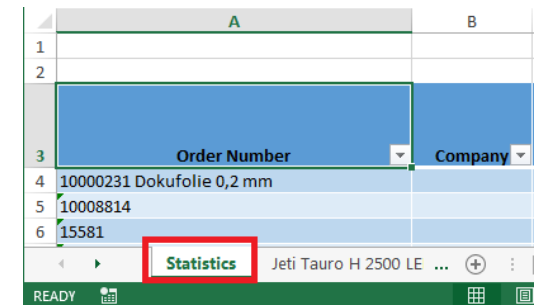 A B
1
2
3 Order Number Company
4 10000231 Dokufolie 0,2 mm
5 10008814
6 15581
Statistics Jeti Tauro H 2500 LE ...
READY